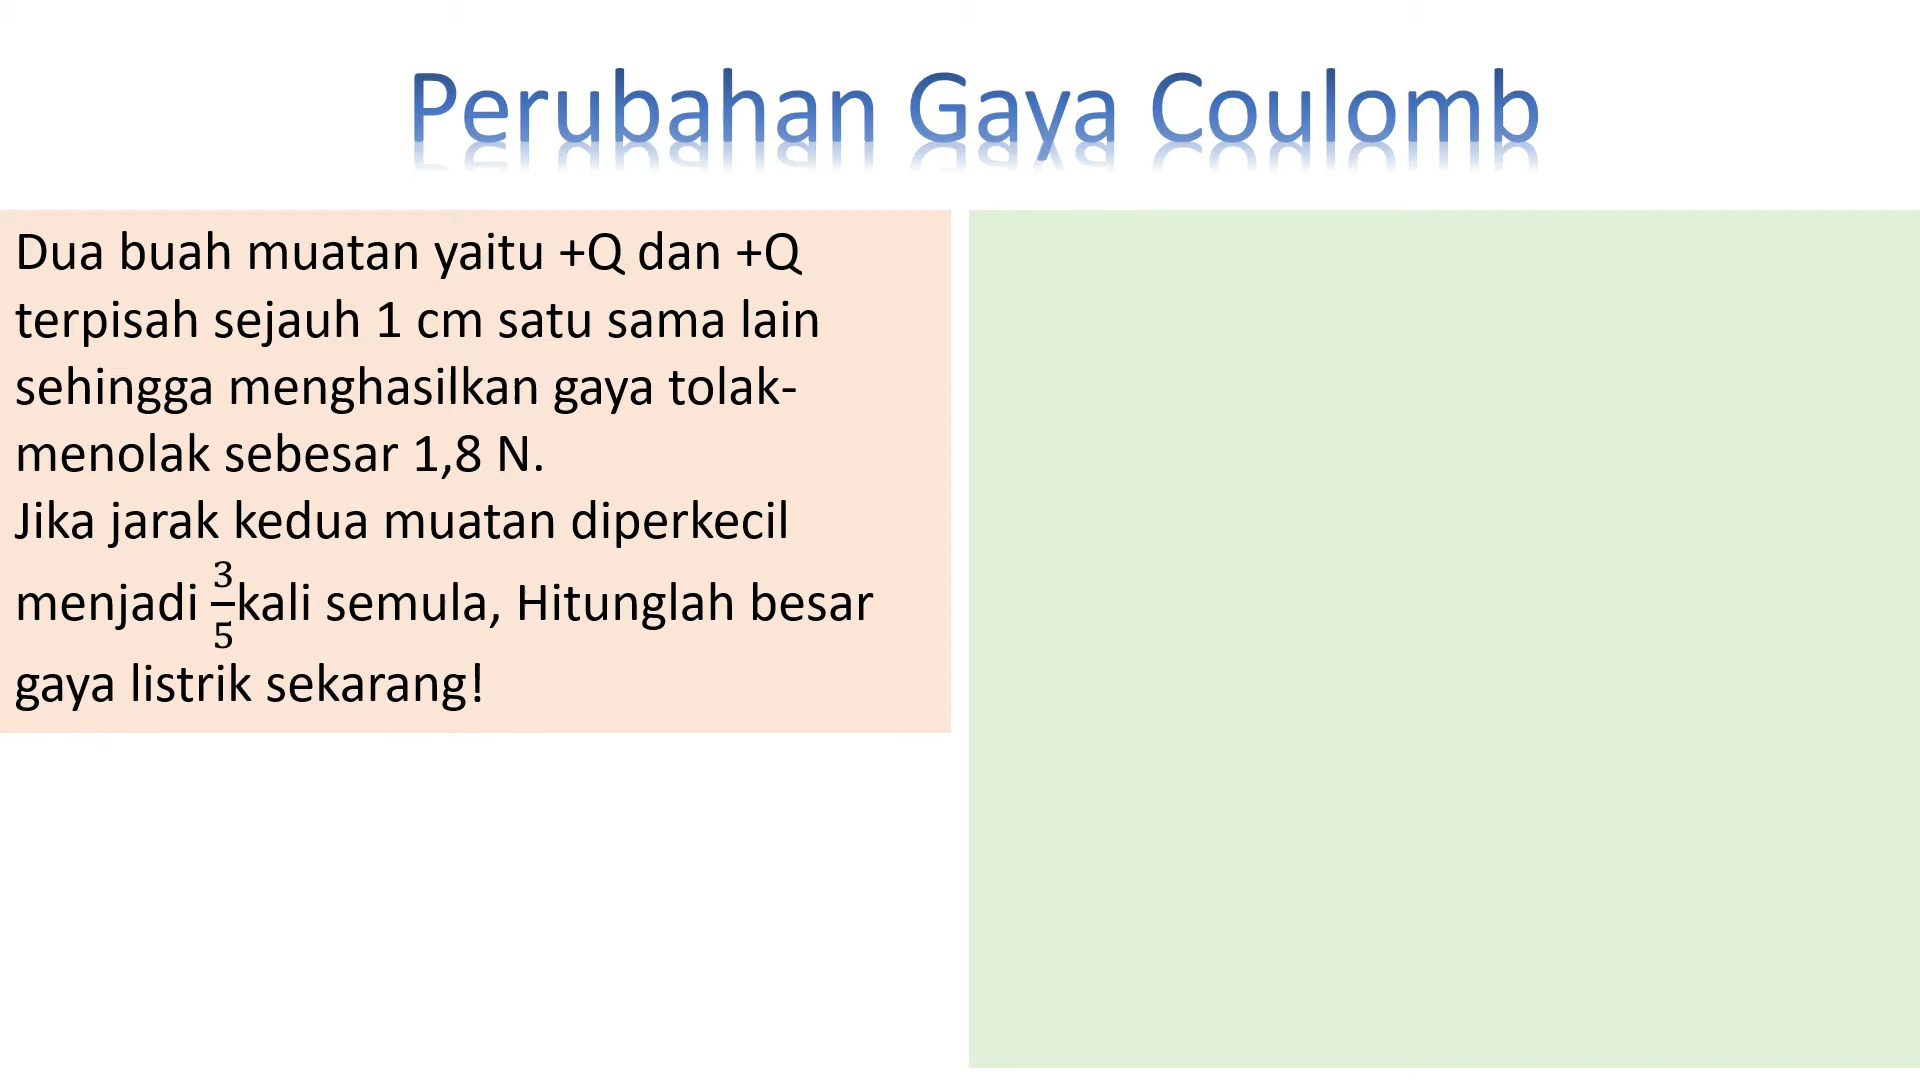 Perubahan Gaya Coulomb
Dua buah muatan yaitu +Q dan +Q
terpisah sejauh 1 cm satu sama lain
sehingga menghasilkan gaya tolak-
menolak sebesar 1,8 N.
Jika jarak kedua muatan diperkecil
menjadi 3/5 kali semula, Hitunglah besar
gaya listrik sekarang!